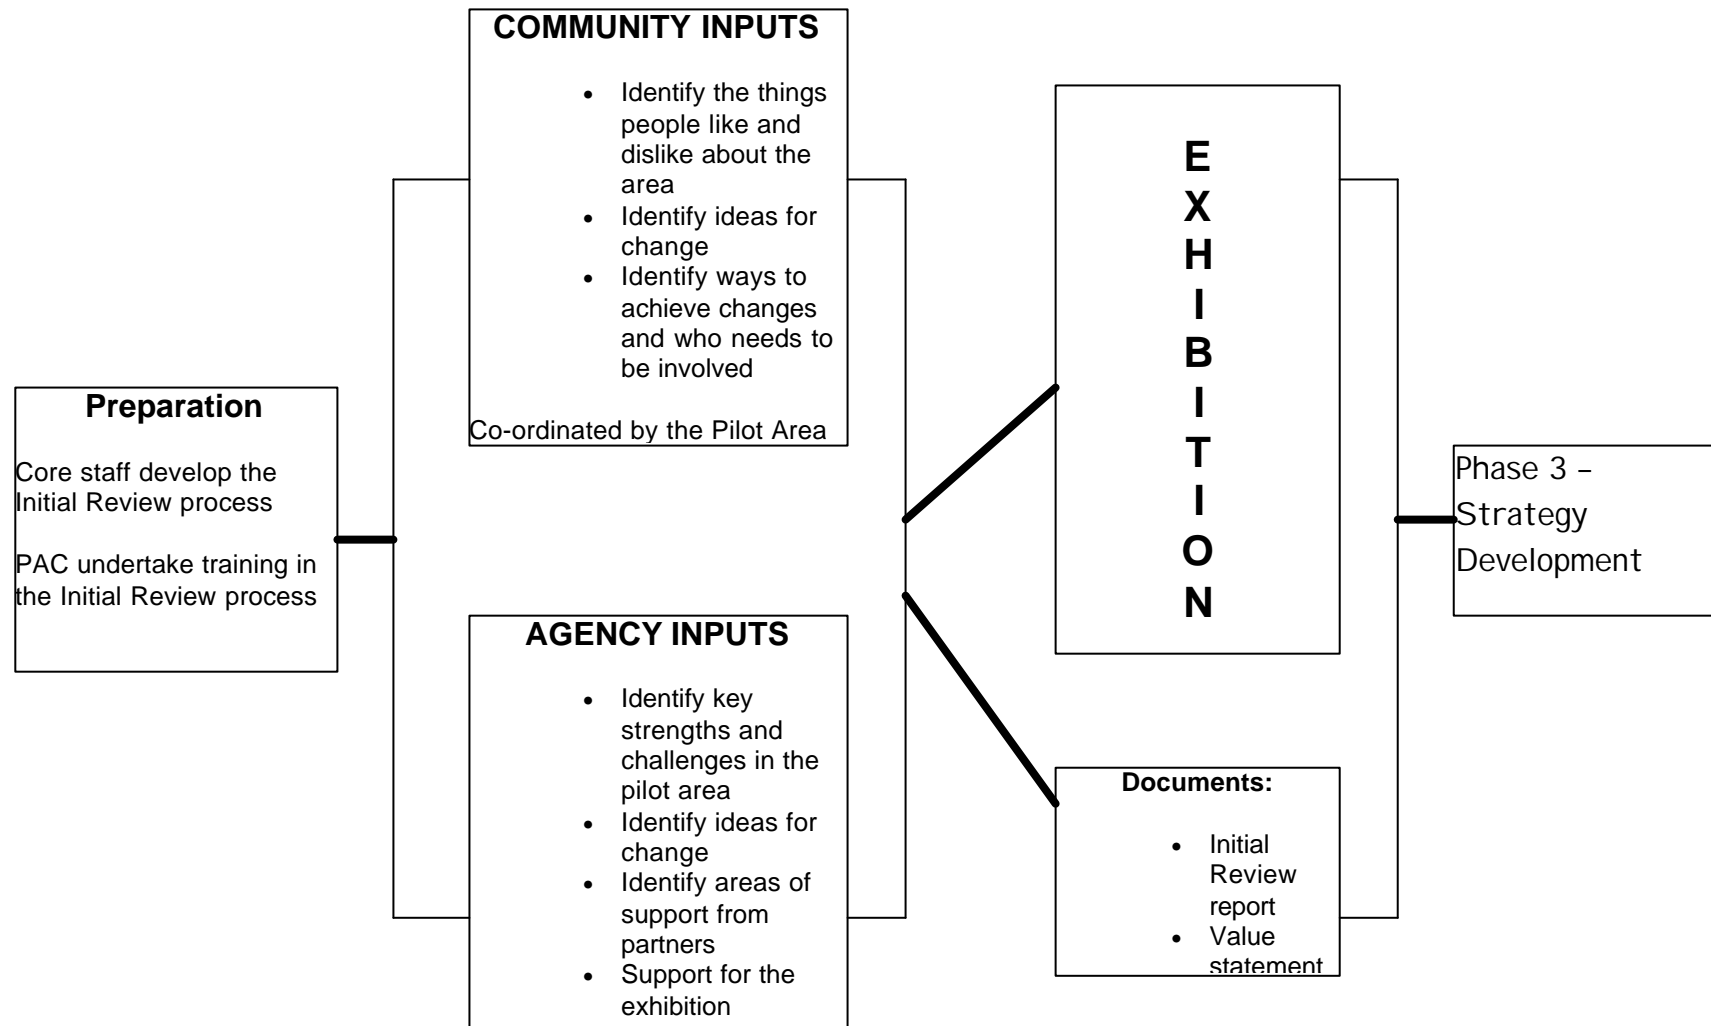 Preparation
Core staff develop the
Initial Review process
PAC undertake training in
the Initial Review process
COMMUNITY INPUTS
• Identify the things
people like and
dislike about the
area
• Identify ideas for
change
• Identify ways to
achieve changes
and who needs to
be involved
Co-ordinated by the Pilot Area
AGENCY INPUTS
• Identify key
strengths and
challenges in the
pilot area
• Identify ideas for
change
• Identify areas of
support from
partners
• Support for the
exhibition
E
X
H
I
B
I
T
I
O
N
Documents:
• Initial
Review
report
• Value
statement
Phase 3 –
Strategy
Development